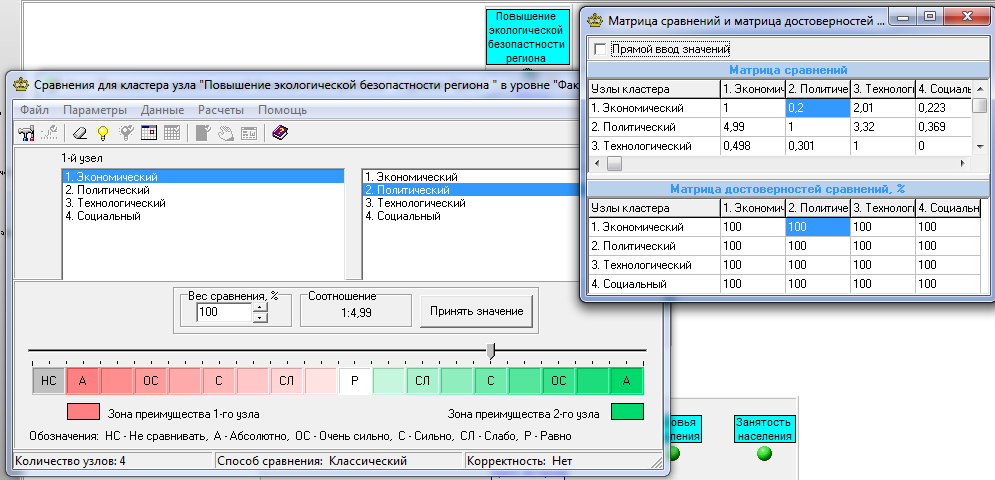 Повышение
экологической
безопастности
региона
Матрица сравнений и матрица достоверностей ...
Прямой ввод значений
Матрица сравнений
Узлы кластера 1. Экономич 2. Политиче 3. Технолог 4. Социаль
1. Экономический 1 0,2 2,01 0,223
2. Политический 4,99 1 3,32 0,369
3. Технологический 0,498 0,301 1 0
Матрица достоверностей сравнений, %
Узлы кластера 1. Экономич 2. Политиче 3. Технологи 4. Социальн
1. Экономический 100 100 100 100
2. Политический 100 100 100 100
3. Технологический 100 100 100 100
4. Социальный 100 100 100 100
Сравнения для кластера узла "Повышение экологической безопастности региона " в уровне "Фак
Файл Параметры Данные Расчеты Помощь
1-й узел
1. Экономический
2. Политический
3. Технологический
4. Социальный
1. Экономический
2. Политический
3. Технологический
4. Социальный
Вес сравнения, %
100
Соотношение
1:4,99
Принять значение
НС А ОС С СЛ Р СЛ С ОС А
Зона преимущества 1-го узла
Зона преимущества 2-го узла
Обозначения: НС - Не сравнивать, А - Абсолютно, ОС - Очень сильно, С - Сильно, СЛ - Слабо, Р - Равно
Количество узлов: 4 Способ сравнения: Классический Корректность: Нет
овья
ления
Занятость
населения